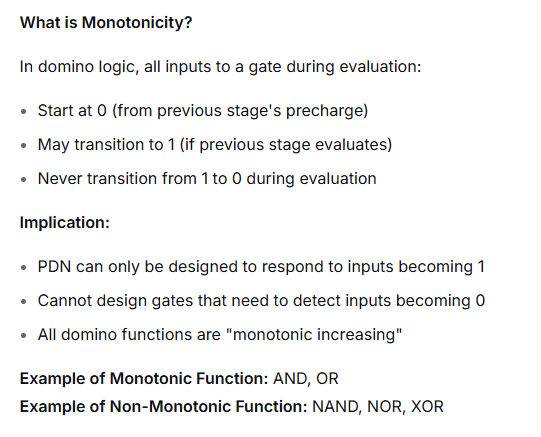 What is Monotonicity?
In domino logic, all inputs to a gate during evaluation:
• Start at 0 (from previous stage's precharge)
• May transition to 1 (if previous stage evaluates)
• Never transition from 1 to 0 during evaluation
Implication:
• PDN can only be designed to respond to inputs becoming 1
• Cannot design gates that need to detect inputs becoming 0
• All domino functions are "monotonic increasing"
Example of Monotonic Function: AND, OR
Example of Non-Monotonic Function: NAND, NOR, XOR